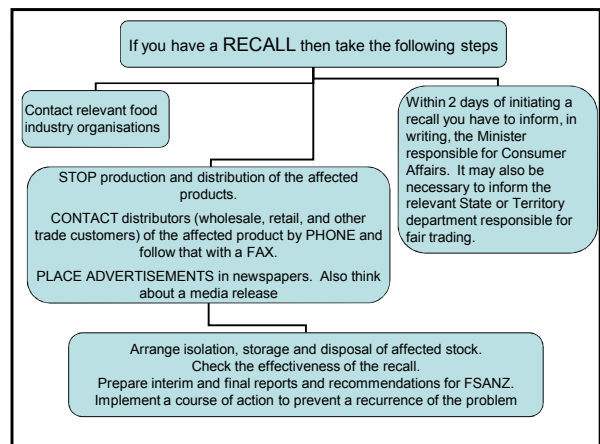 If you have a RECALL then take the following steps
Contact relevant food
industry organisations
Within 2 days of initiating a
recall you have to inform, in
writing, the Minister
responsible for Consumer
Affairs.  It may also be
necessary to inform the
relevant State or Territory
department responsible for
fair trading.
STOP production and distribution of the affected
products.
CONTACT distributors (wholesale, retail, and other
trade customers) of the affected product by PHONE and
follow that with a FAX.
PLACE ADVERTISEMENTS in newspapers.  Also think
about a media release
Arrange isolation, storage and disposal of affected stock.
Check the effectiveness of the recall.
Prepare interim and final reports and recommendations for FSANZ.
Implement a course of action to prevent a recurrence of the problem